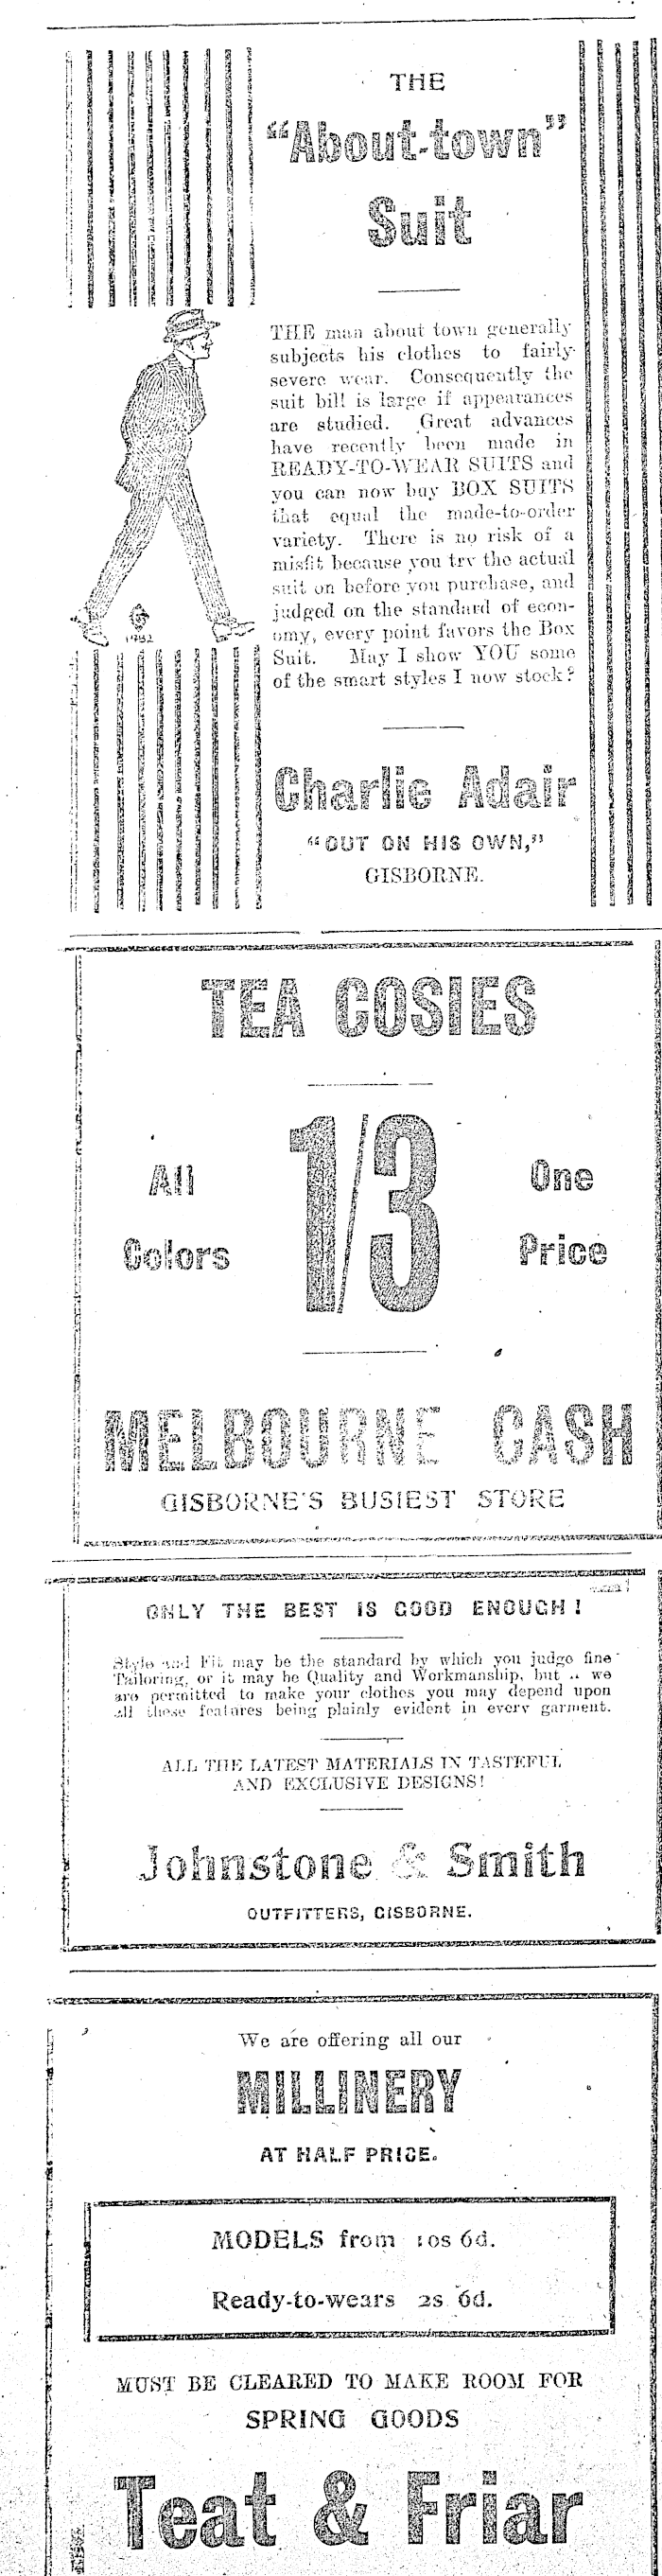 THE
“About-town”
Suit
THE man about town generally
subjects his clothes to fairly
severe wear. Consequently the
suit bill is large if appearances
are studied. Great advances
have recently been made in
READY-TO-WEAR SUITS and
you can now buy BOX SUITS
that equal the made-to-order
variety. There is no risk of a
misfit because you try the actual
suit on before you purchase, and
judged on the standard of econ-
omy, every point favors the Box
Suit. May I show YOU some
of the smart styles I now stock?
Charlie Adair
“OUT ON HIS OWN,”
GISBORNE.
TEA COSIES
All
Colors
1/3
One
Price
MELBOURNE CASH
GISBORNE'S BUSIEST STORE
ONLY THE BEST IS GOOD ENOUGH!
Style and Fit may be the standard by which you judge fine
Tailoring, or it may be Quality and Workmanship, but we
are permitted to make your clothes you may depend upon
all these features being plainly evident in every garment.
ALL THE LATEST MATERIALS IN TASTEFUL
AND EXCLUSIVE DESIGNS!
Johnstone & Smith
OUTFITTERS, GISBORNE.
We are offering all our
MILLINERY
AT HALF PRICE.
MODELS from 10s 6d.
Ready-to-wears 2s 6d.
MUST BE CLEARED TO MAKE ROOM FOR
SPRING GOODS
Teat & Friar